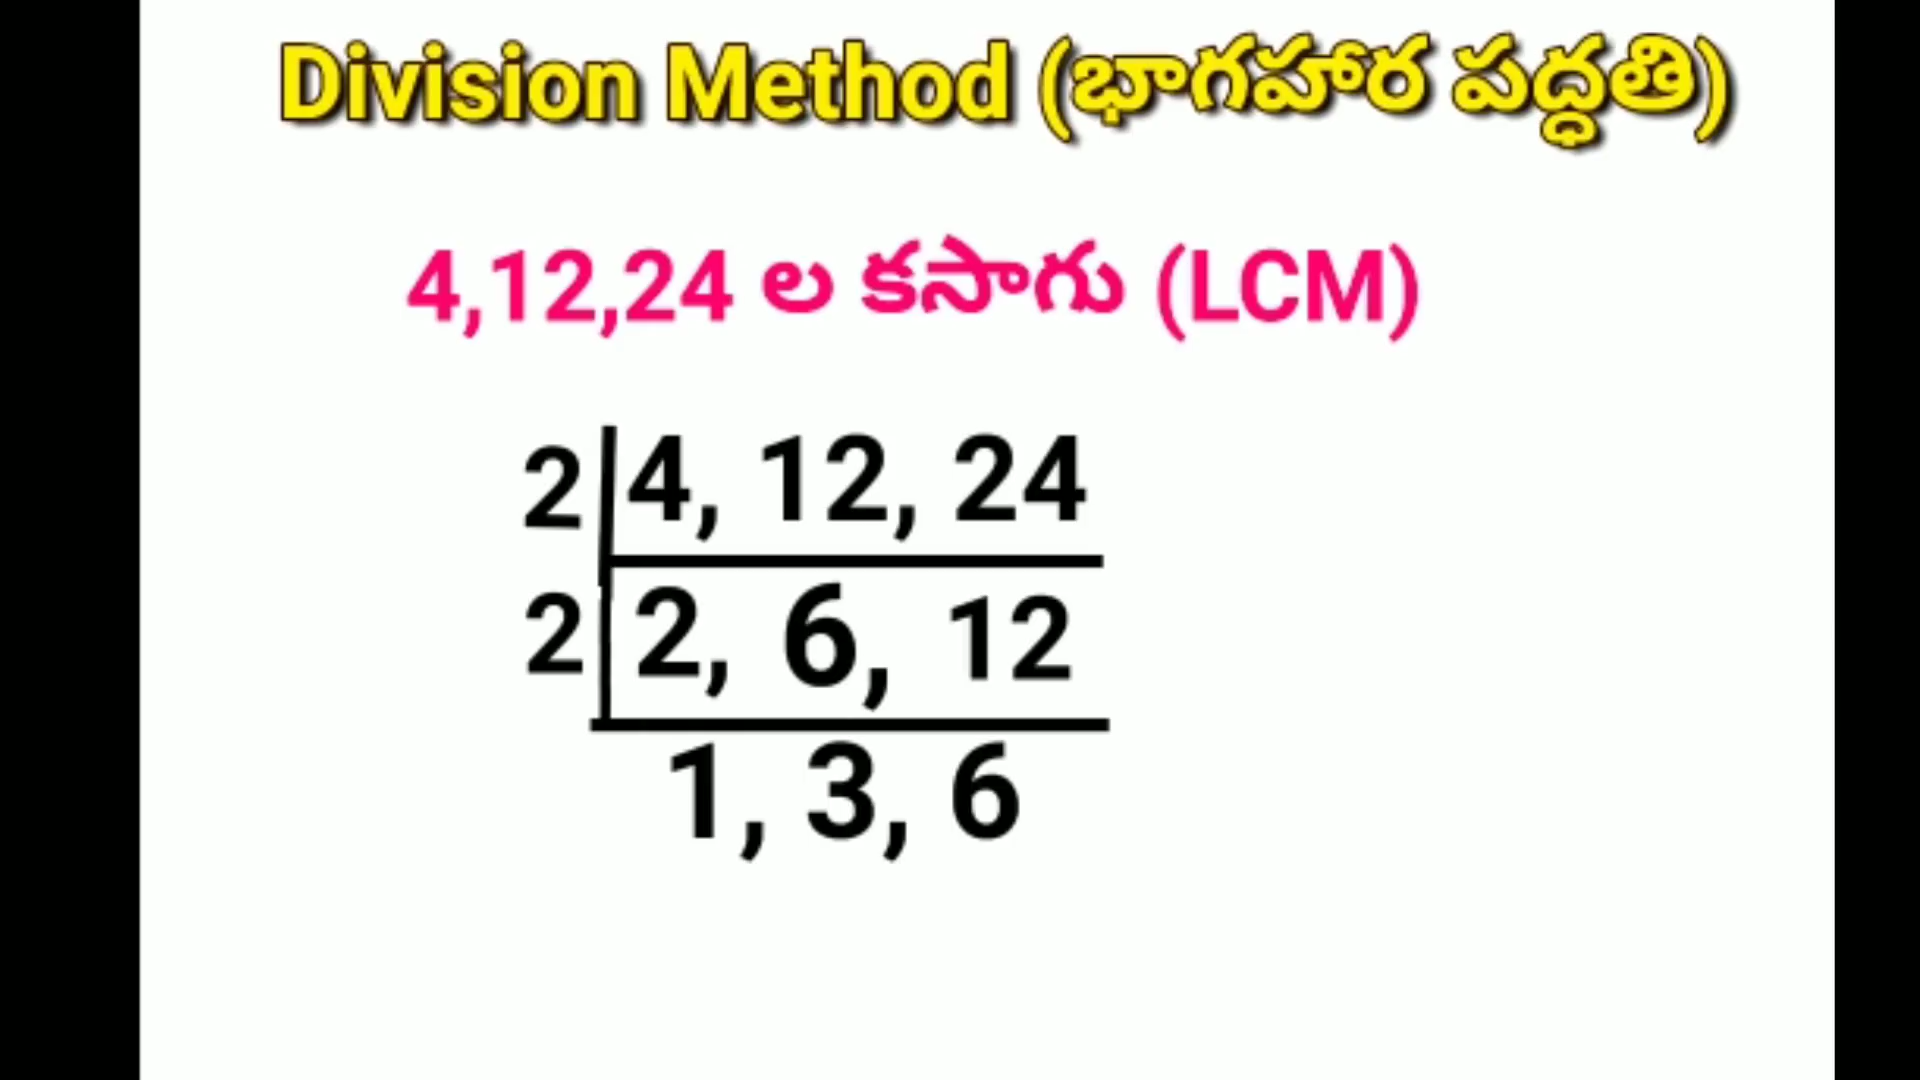 Division Method (భాగహార పద్ధతి)
4,12,24 ల కసాగు (LCM)
2 4, 12, 24
2 2, 6, 12
1, 3, 6